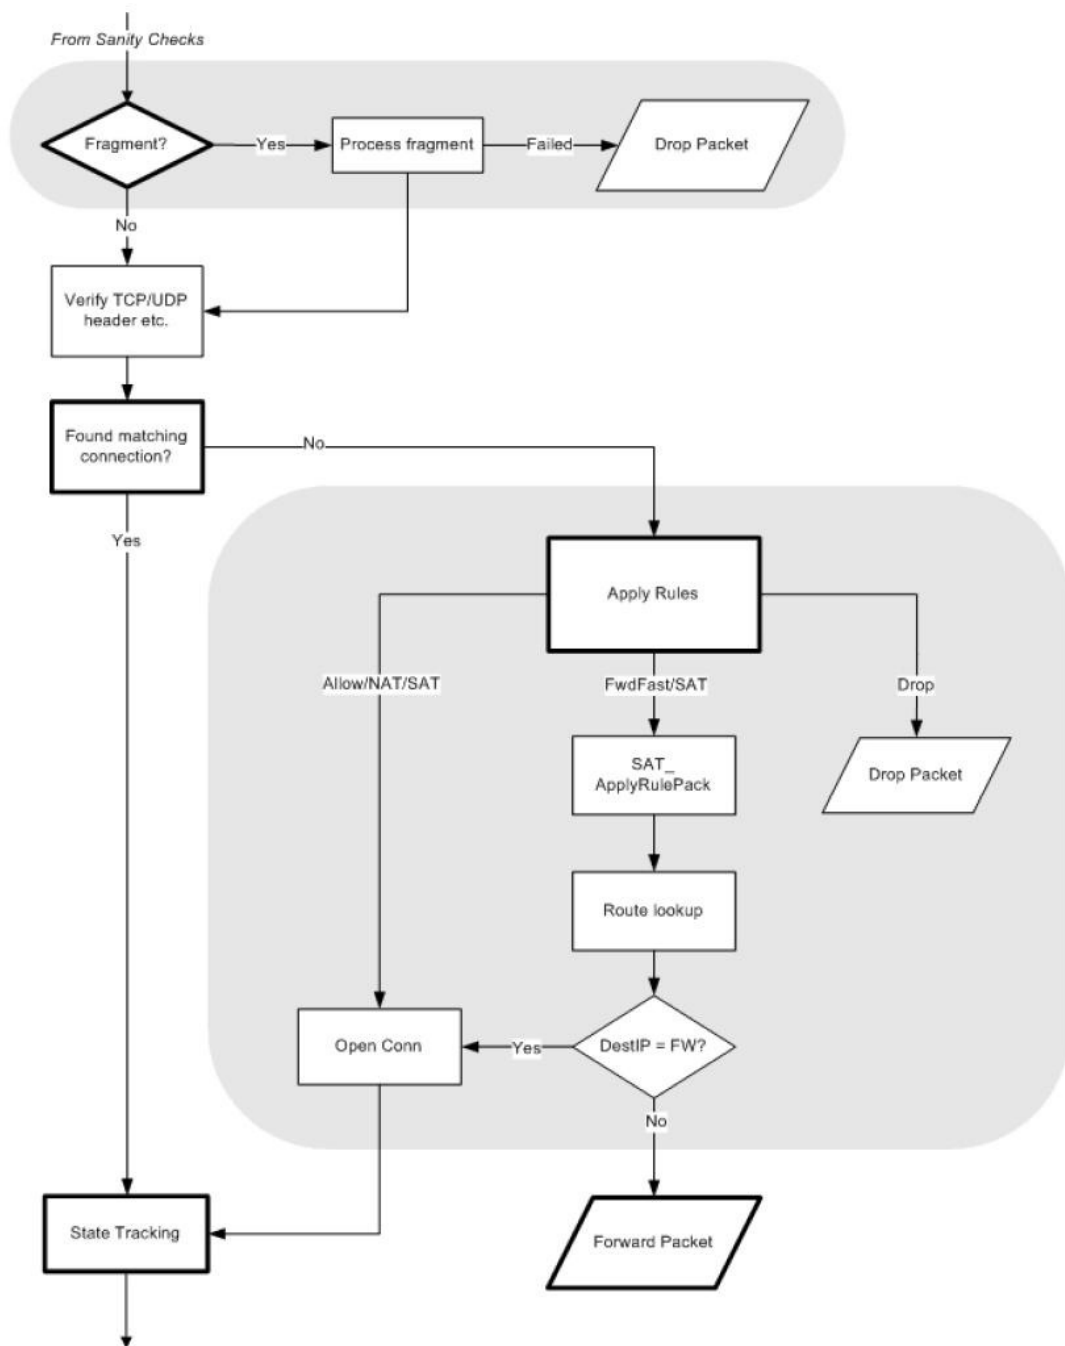 From Sanity Checks
Fragment?
Yes
Process fragment
Failed
Drop Packet
No
Verify TCP/UDP
header etc.
Found matching
connection?
No
Yes
Apply Rules
Allow/NAT/SAT
FwdFast/SAT
Drop
SAT_
ApplyRulePack
Drop Packet
Route lookup
Open Conn
Yes
DestIP = FW?
No
State Tracking
Forward Packet